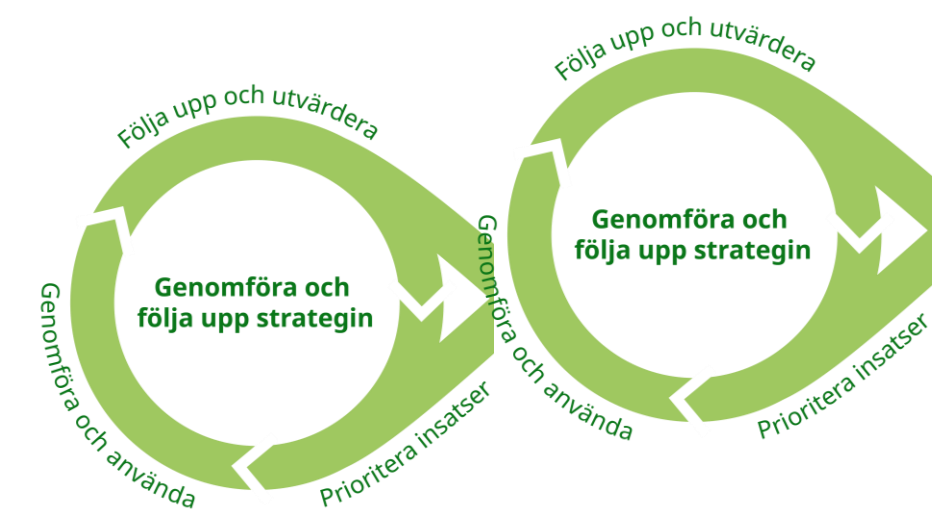 Följa upp och utvärdera
Genomföra och
följa upp strategin
Genomföra och använda
Prioritera insatser
Följa upp och utvärdera
Genomföra och
följa upp strategin
Genomföra och använda
Prioritera insatser